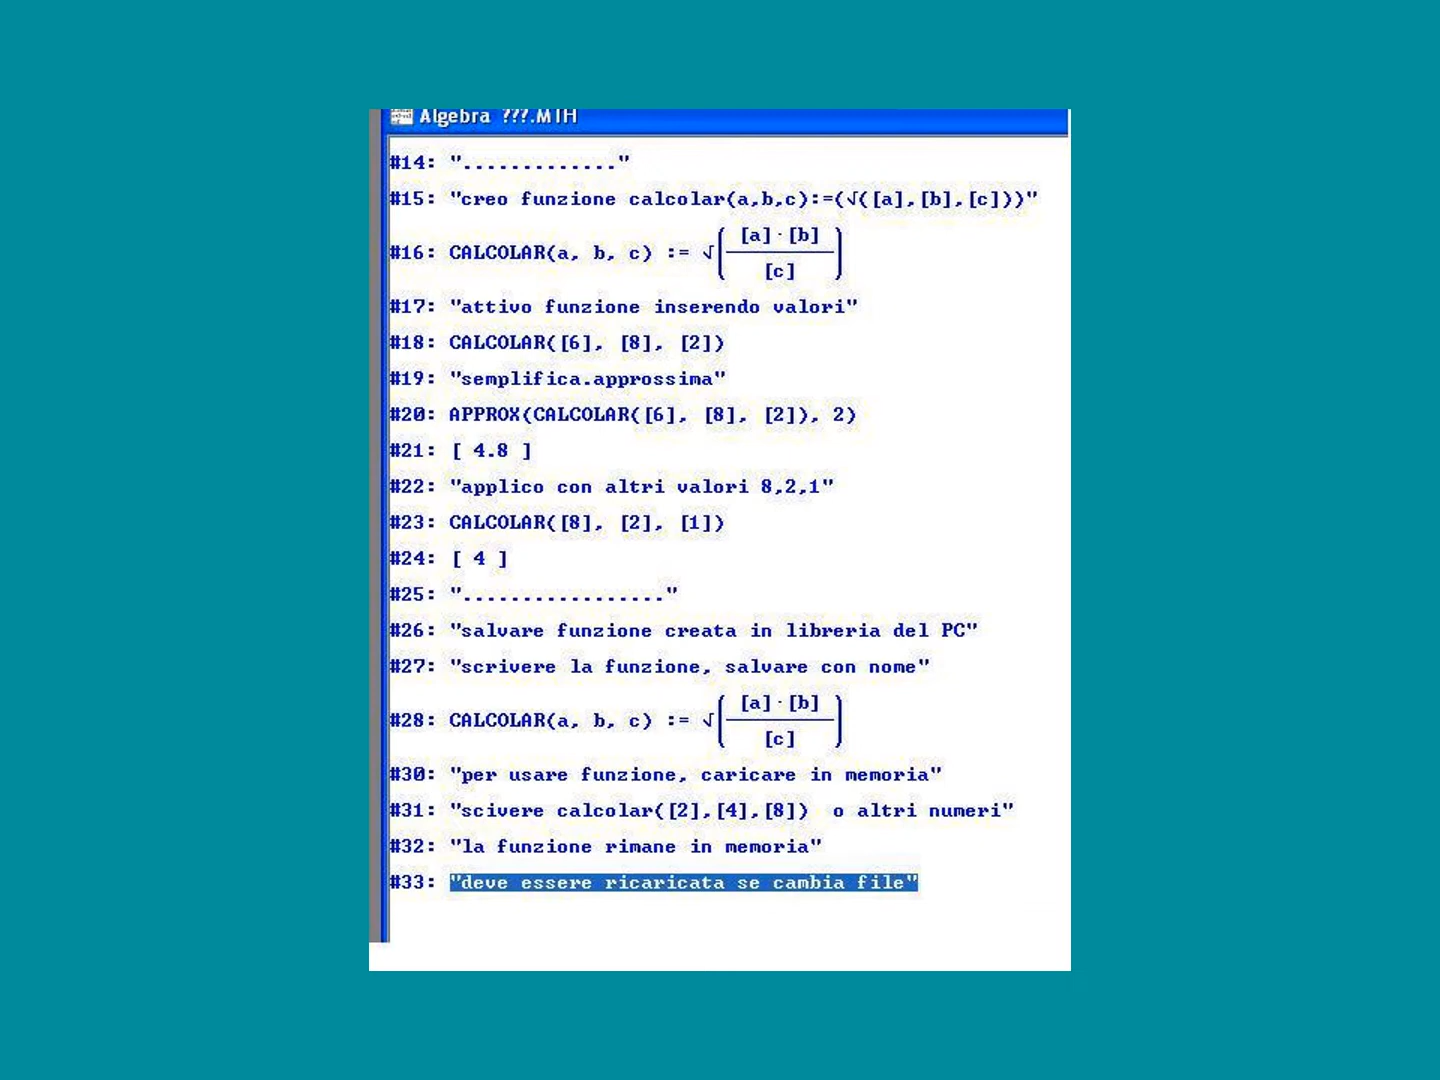 Algebra ???.MTH
#14: "............."
#15: "creo funzione calcolar(a,b,c):=(√([a],[b],[c]))"
#16: CALCOLAR(a, b, c) := √([a]·[b] / [c])
#17: "attivo funzione inserendo valori"
#18: CALCOLAR([6], [8], [2])
#19: "semplifica.approssima"
#20: APPROX(CALCOLAR([6], [8], [2]), 2)
#21: [ 4.8 ]
#22: "applico con altri valori 8,2,1"
#23: CALCOLAR([8], [2], [1])
#24: [ 4 ]
#25: "................."
#26: "salvare funzione creata in libreria del PC"
#27: "scrivere la funzione, salvare con nome"
#28: CALCOLAR(a, b, c) := √([a]·[b] / [c])
#30: "per usare funzione, caricare in memoria"
#31: "scivere calcolar([2],[4],[8])  o altri numeri"
#32: "la funzione rimane in memoria"
#33: "deve essere ricaricata se cambia file"